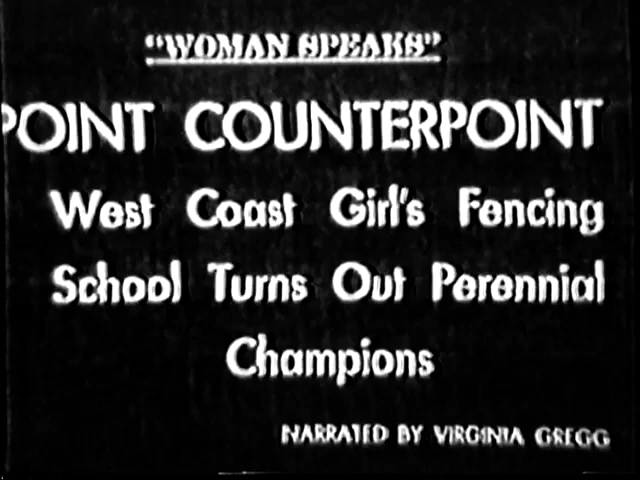 "WOMAN SPEAKS"
POINT COUNTERPOINT
West Coast Girl's Fencing
School Turns Out Perennial
Champions
NARRATED BY VIRGINIA GREGG